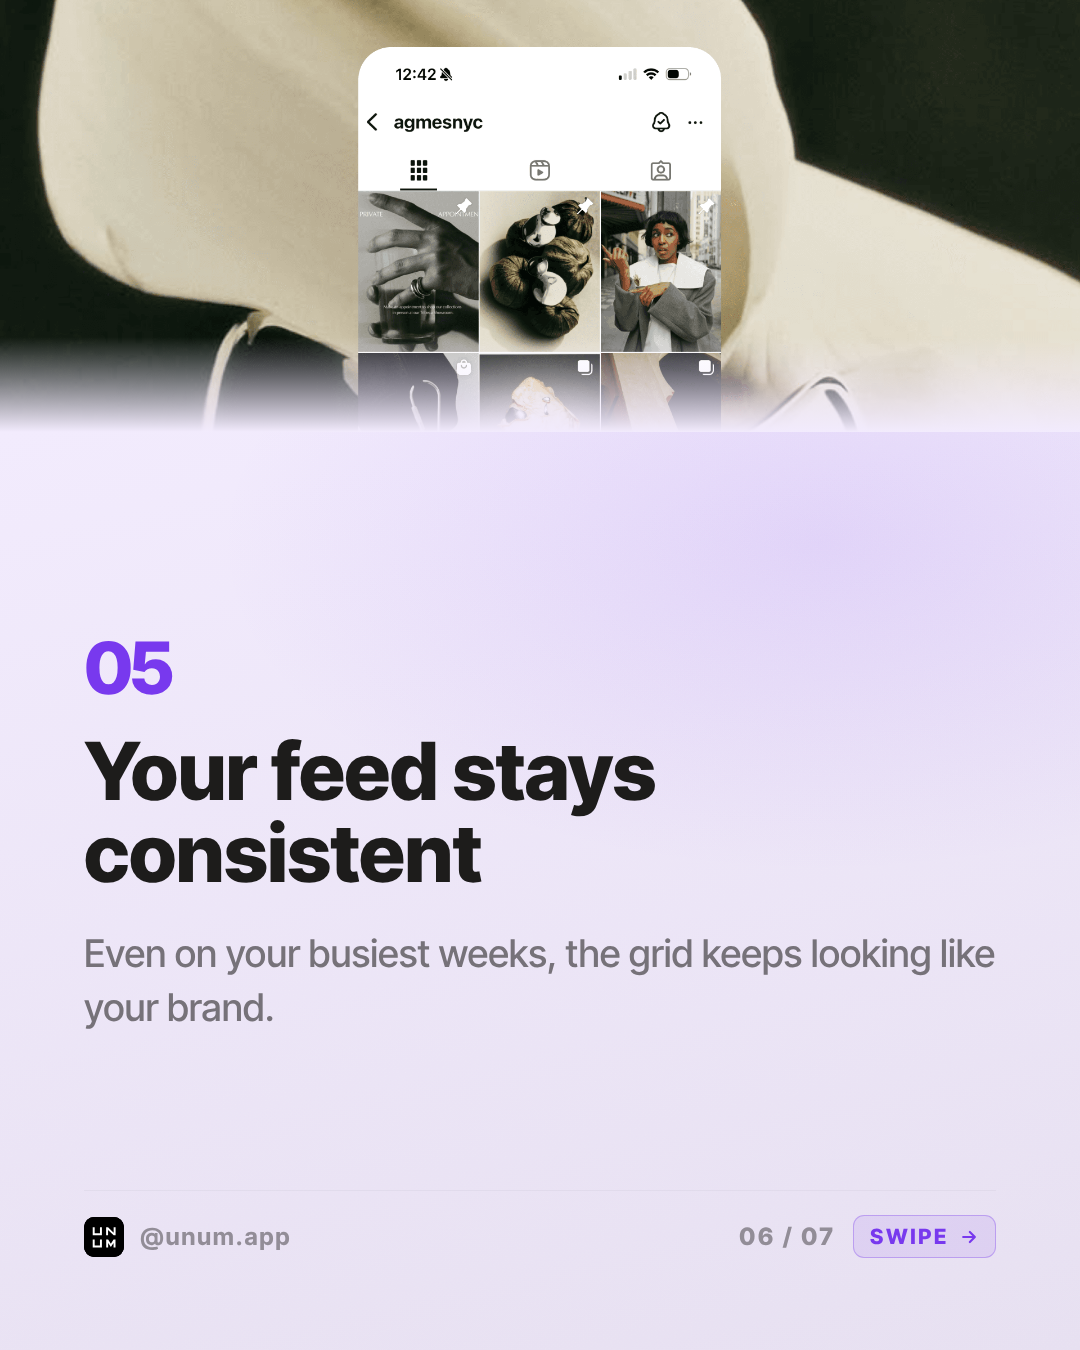 12:42
agmesnyc
PRIVATE
05
Your feed stays
consistent
Even on your busiest weeks, the grid keeps looking like
your brand.
UN
UM
@unum.app
06 / 07
SWIPE →